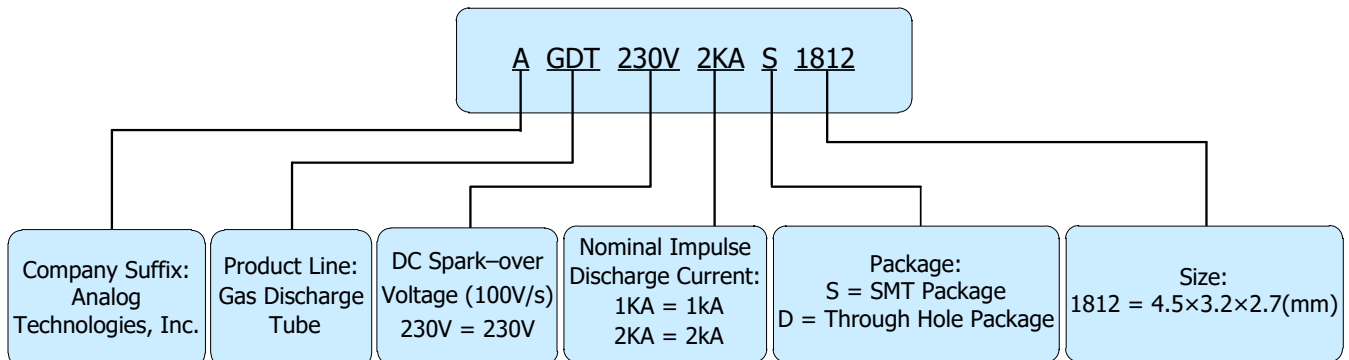 A GDT 230V 2KA S 1812
Company Suffix:
Analog
Technologies, Inc.
Product Line:
Gas Discharge
Tube
DC Spark–over
Voltage (100V/s)
230V = 230V
Nominal Impulse
Discharge Current:
1KA = 1kA
2KA = 2kA
Package:
S = SMT Package
D = Through Hole Package
Size:
1812 = 4.5×3.2×2.7(mm)